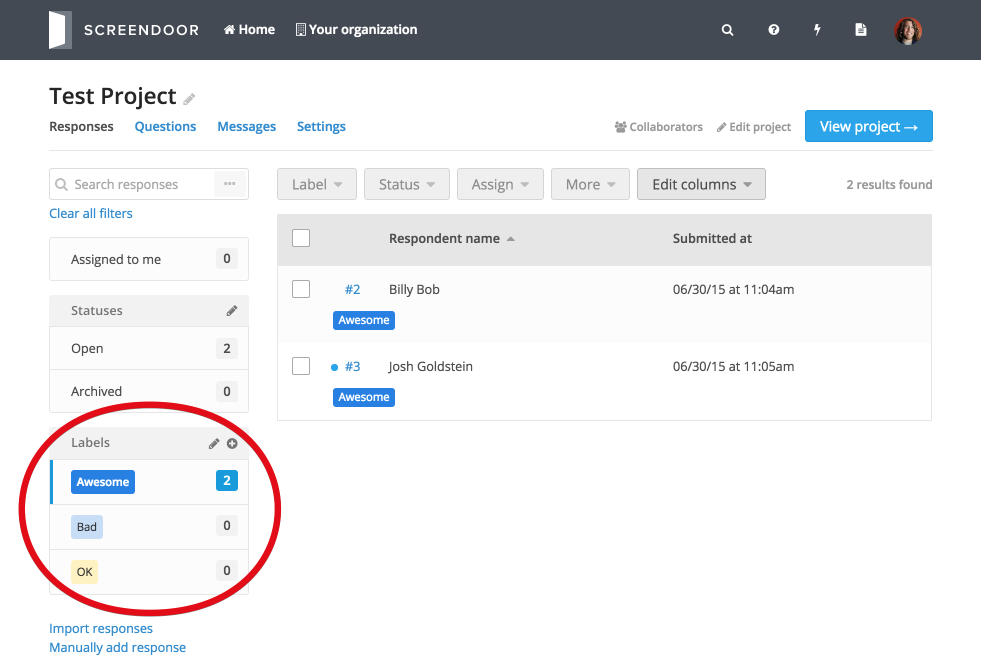 SCREENDOOR Home Your organization
Test Project
Responses Questions Messages Settings
Collaborators Edit project View project →
Search responses ···
Clear all filters
Label Status Assign More Edit columns 2 results found
Assigned to me 0
Statuses
Open 2
Archived 0
Labels
Awesome 2
Bad 0
OK 0
Import responses
Manually add response
Respondent name Submitted at
#2 Billy Bob 06/30/15 at 11:04am
Awesome
#3 Josh Goldstein 06/30/15 at 11:05am
Awesome